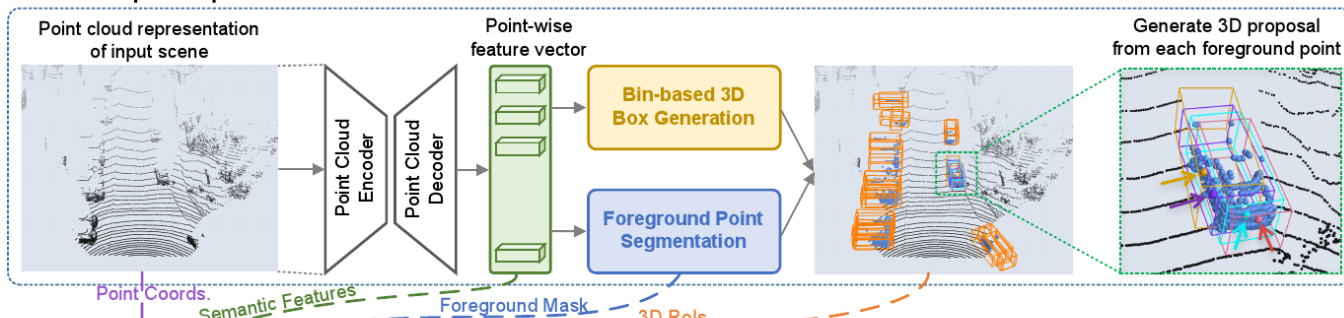 Point cloud representation
of input scene
Point-wise
feature vector
Generate 3D proposal
from each foreground point
Point Cloud
Encoder
Point Cloud
Decoder
Bin-based 3D
Box Generation
Foreground Point
Segmentation
Point Coords.
Semantic Features
Foreground Mask
3D RoIs